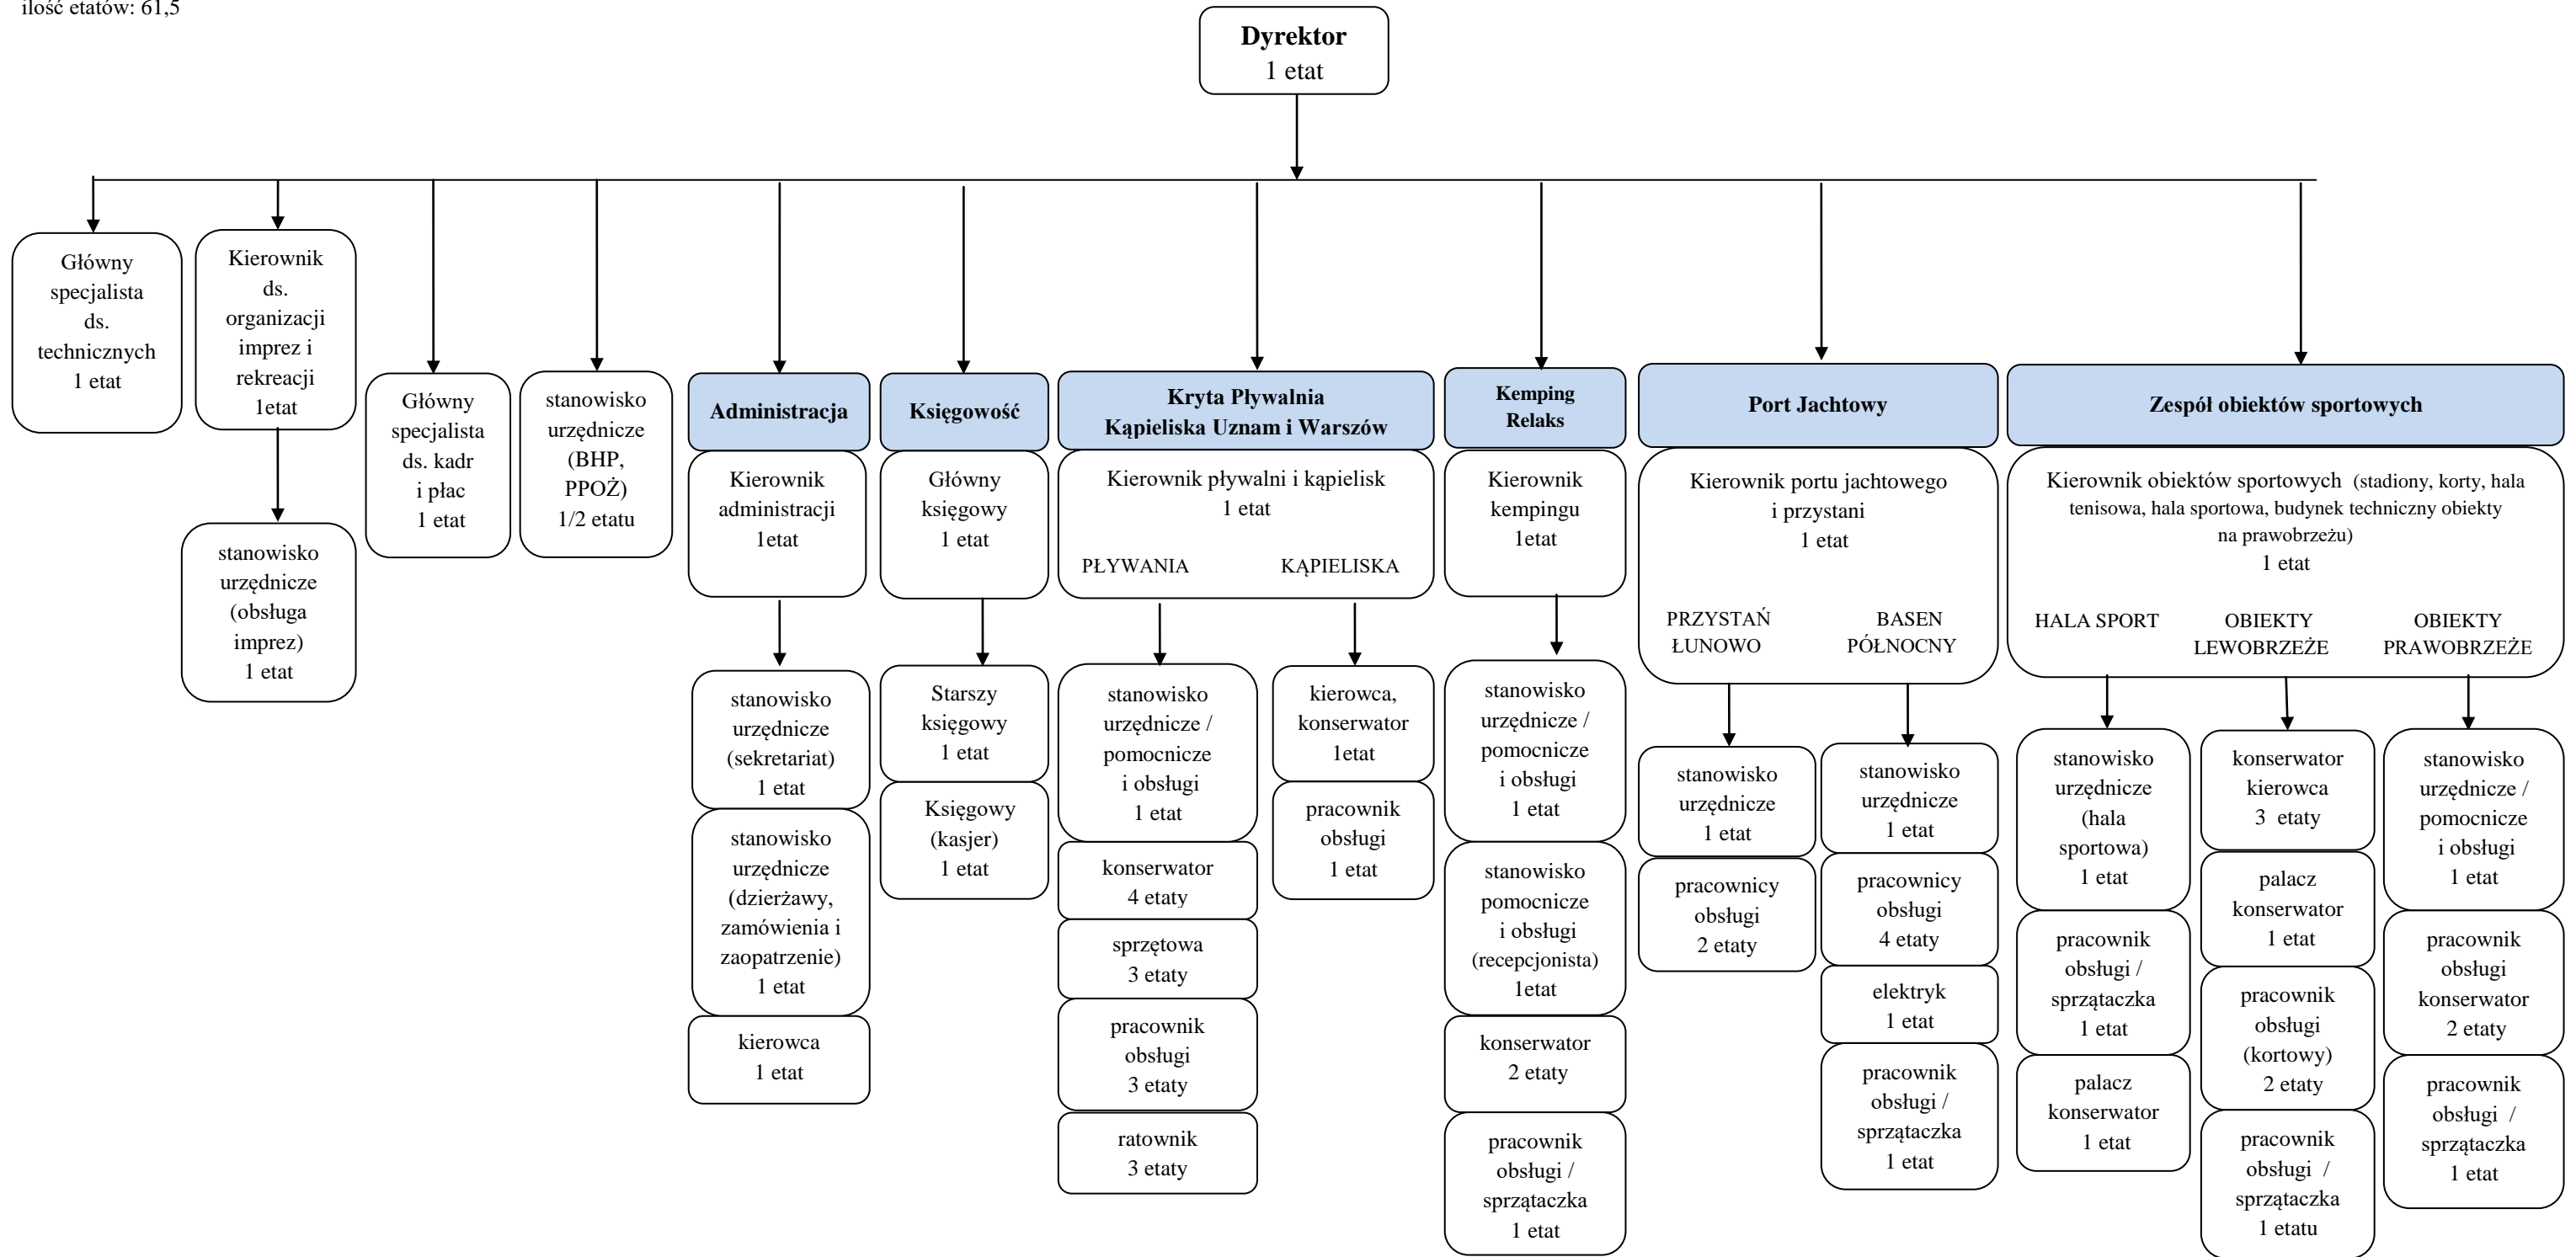 ilość etatów: 61,5
Dyrektor
1 etat
Główny
specjalista
ds.
technicznych
1 etat
Kierownik
ds.
organizacji
imprez i
rekreacji
1etat
stanowisko
urzędnicze
(obsługa
imprez)
1 etat
Główny
specjalista
ds. kadr
i płac
1 etat
stanowisko
urzędnicze
(BHP,
PPOŻ)
1/2 etatu
Administracja
Kierownik
administracji
1etat
stanowisko
urzędnicze
(sekretariat)
1 etat
stanowisko
urzędnicze
(dzierżawy,
zamówienia i
zaopatrzenie)
1 etat
kierowca
1 etat
Księgowość
Główny
księgowy
1 etat
Starszy
księgowy
1 etat
Księgowy
(kasjer)
1 etat
Kryta Pływalnia
Kąpieliska Uznam i Warszów
Kierownik pływalni i kąpielisk
1 etat
PŁYWANIA KĄPIELISKA
stanowisko
urzędnicze /
pomocnicze
i obsługi
1 etat
konserwator
4 etaty
sprzętowa
3 etaty
pracownik
obsługi
3 etaty
ratownik
3 etaty
kierowca,
konserwator
1etat
pracownik
obsługi
1 etat
Kemping
Relaks
Kierownik
kempingu
1etat
stanowisko
urzędnicze /
pomocnicze
i obsługi
1 etat
stanowisko
pomocnicze
i obsługi
(recepcjonista)
1etat
konserwator
2 etaty
pracownik
obsługi /
sprzątaczka
1 etat
Port Jachtowy
Kierownik portu jachtowego
i przystani
1 etat
PRZYSTAŃ BASEN
ŁUNOWO PÓŁNOCNY
stanowisko
urzędnicze
1 etat
pracownicy
obsługi
2 etaty
stanowisko
urzędnicze
1 etat
pracownicy
obsługi
4 etaty
elektryk
1 etat
pracownik
obsługi /
sprzątaczka
1 etat
Zespół obiektów sportowych
Kierownik obiektów sportowych (stadiony, korty, hala
tenisowa, hala sportowa, budynek techniczny obiekty
na prawobrzeżu)
1 etat
HALA SPORT OBIEKTY OBIEKTY
LEWOBRZEŻE PRAWOBRZEŻE
stanowisko
urzędnicze
(hala
sportowa)
1 etat
pracownik
obsługi /
sprzątaczka
1 etat
palacz
konserwator
1 etat
konserwator
kierowca
3 etaty
palacz
konserwator
1 etat
pracownik
obsługi
(kortowy)
2 etaty
pracownik
obsługi /
sprzątaczka
1 etatu
stanowisko
urzędnicze /
pomocnicze
i obsługi
1 etat
pracownik
obsługi
konserwator
2 etaty
pracownik
obsługi /
sprzątaczka
1 etat